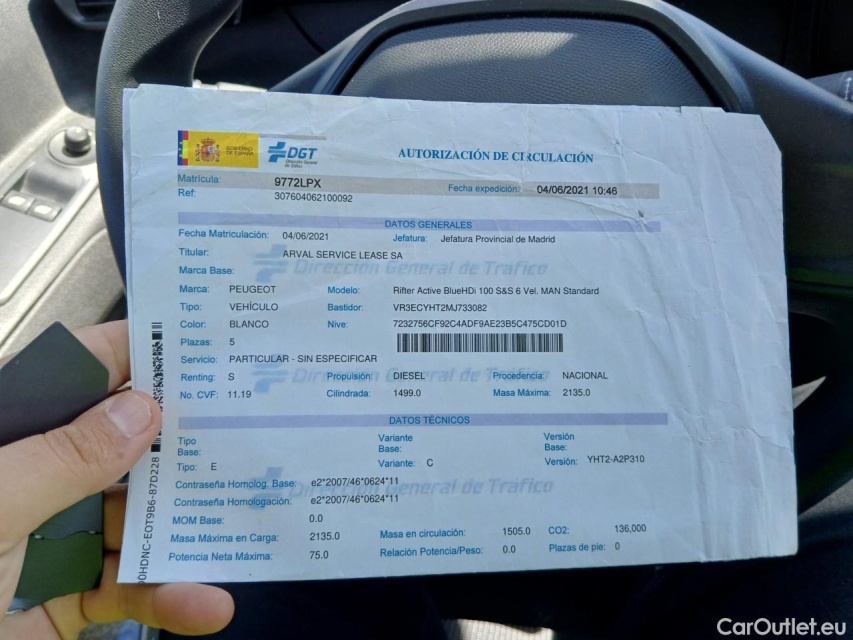 GOBIERNO DE ESPAÑA DGT Dirección General de Tráfico AUTORIZACIÓN DE CIRCULACIÓN
Matrícula: 9772LPX Fecha expedición: 04/06/2021 10:46
Ref: 307604062100092
DATOS GENERALES
Fecha Matriculación: 04/06/2021 Jefatura: Jefatura Provincial de Madrid
Titular: ARVAL SERVICE LEASE SA
Dirección General de Tráfico
Marca Base:
Marca: PEUGEOT Modelo: Rifter Active BlueHDi 100 S&S 6 Vel. MAN Standard
Tipo: VEHÍCULO Bastidor: VR3ECYHT2MJ733082
Color: BLANCO Nive: 7232756CF92C4ADF9AE23B5C475CD01D
Plazas: 5
Servicio: PARTICULAR - SIN ESPECIFICAR
Dirección General de Tráfico
Renting: S Propulsión: DIESEL Procedencia: NACIONAL
No. CVF: 11.19 Cilindrada: 1499.0 Masa Máxima: 2135.0
DATOS TÉCNICOS
Tipo Base: Variante Base: Versión Base:
Tipo: E Variante: C Versión: YHT2-A2P310
Contraseña Homolog. Base: e2*2007/46*0624*11
Dirección General de Tráfico
Contraseña Homologación: e2*2007/46*0624*11
MOM Base: 0.0
Masa Máxima en Carga: 2135.0 Masa en circulación: 1505.0 CO2: 136,000
Potencia Neta Máxima: 75.0 Relación Potencia/Peso: 0.0 Plazas de pie: 0
CarOutlet.eu